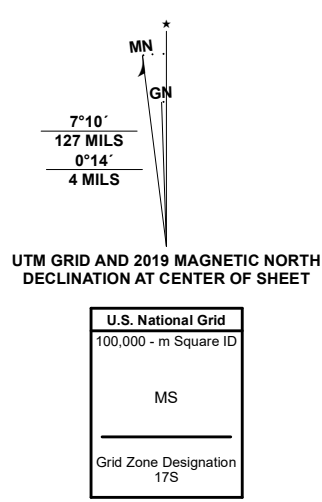 ★
MN
GN
7°10´
127 MILS
0°14´
4 MILS
UTM GRID AND 2019 MAGNETIC NORTH
DECLINATION AT CENTER OF SHEET
U.S. National Grid
100,000 - m Square ID
MS
Grid Zone Designation
17S